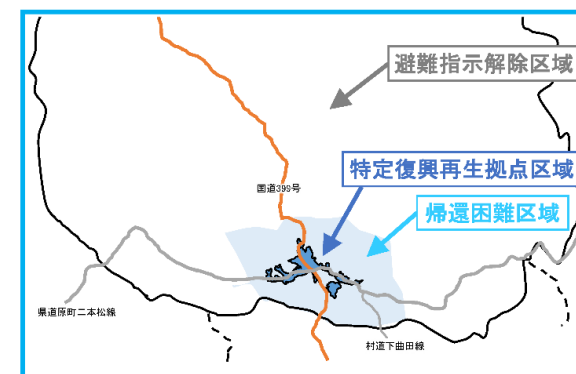 避難指示解除区域
特定復興再生拠点区域
国道399号
帰還困難区域
県道原町二本松線
村道下曲田線